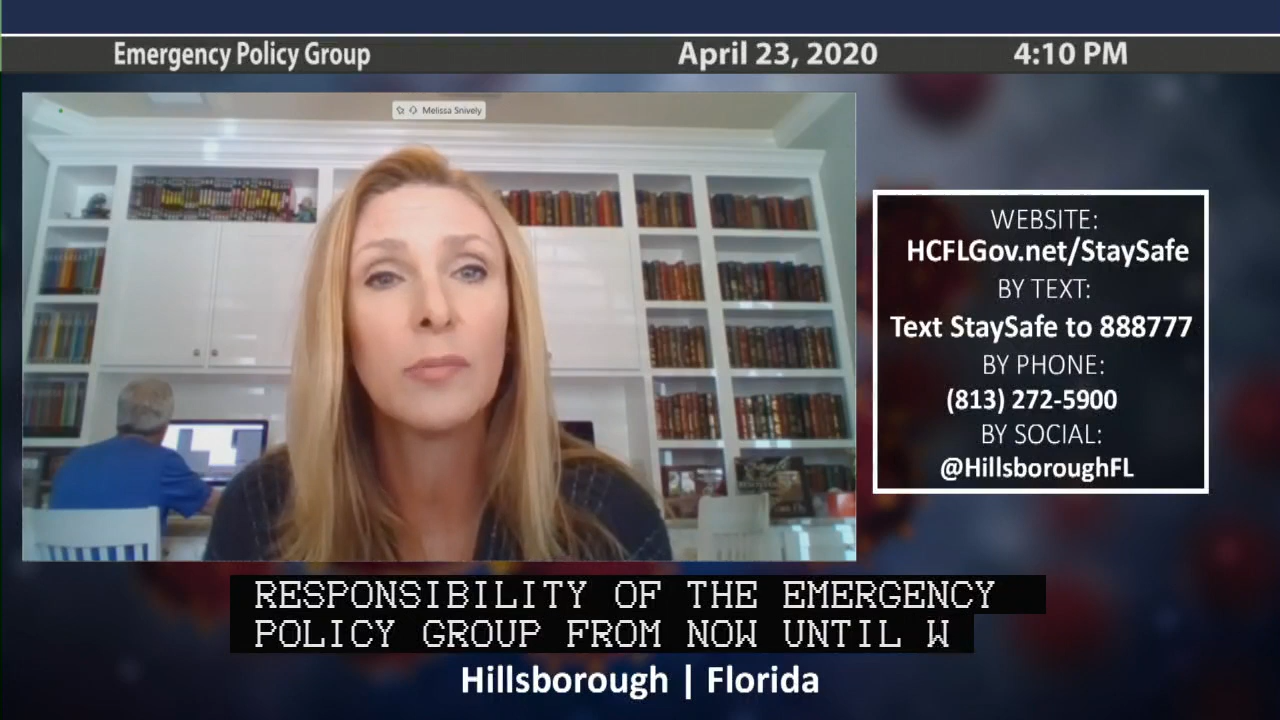 Emergency Policy Group
April 23, 2020
4:10 PM
Melissa Snively
WEBSITE:
HCFLGov.net/StaySafe
BY TEXT:
Text StaySafe to 888777
BY PHONE:
(813) 272-5900
BY SOCIAL:
@HillsboroughFL
RESPONSIBILITY OF THE EMERGENCY
POLICY GROUP FROM NOW UNTIL W
Hillsborough | Florida